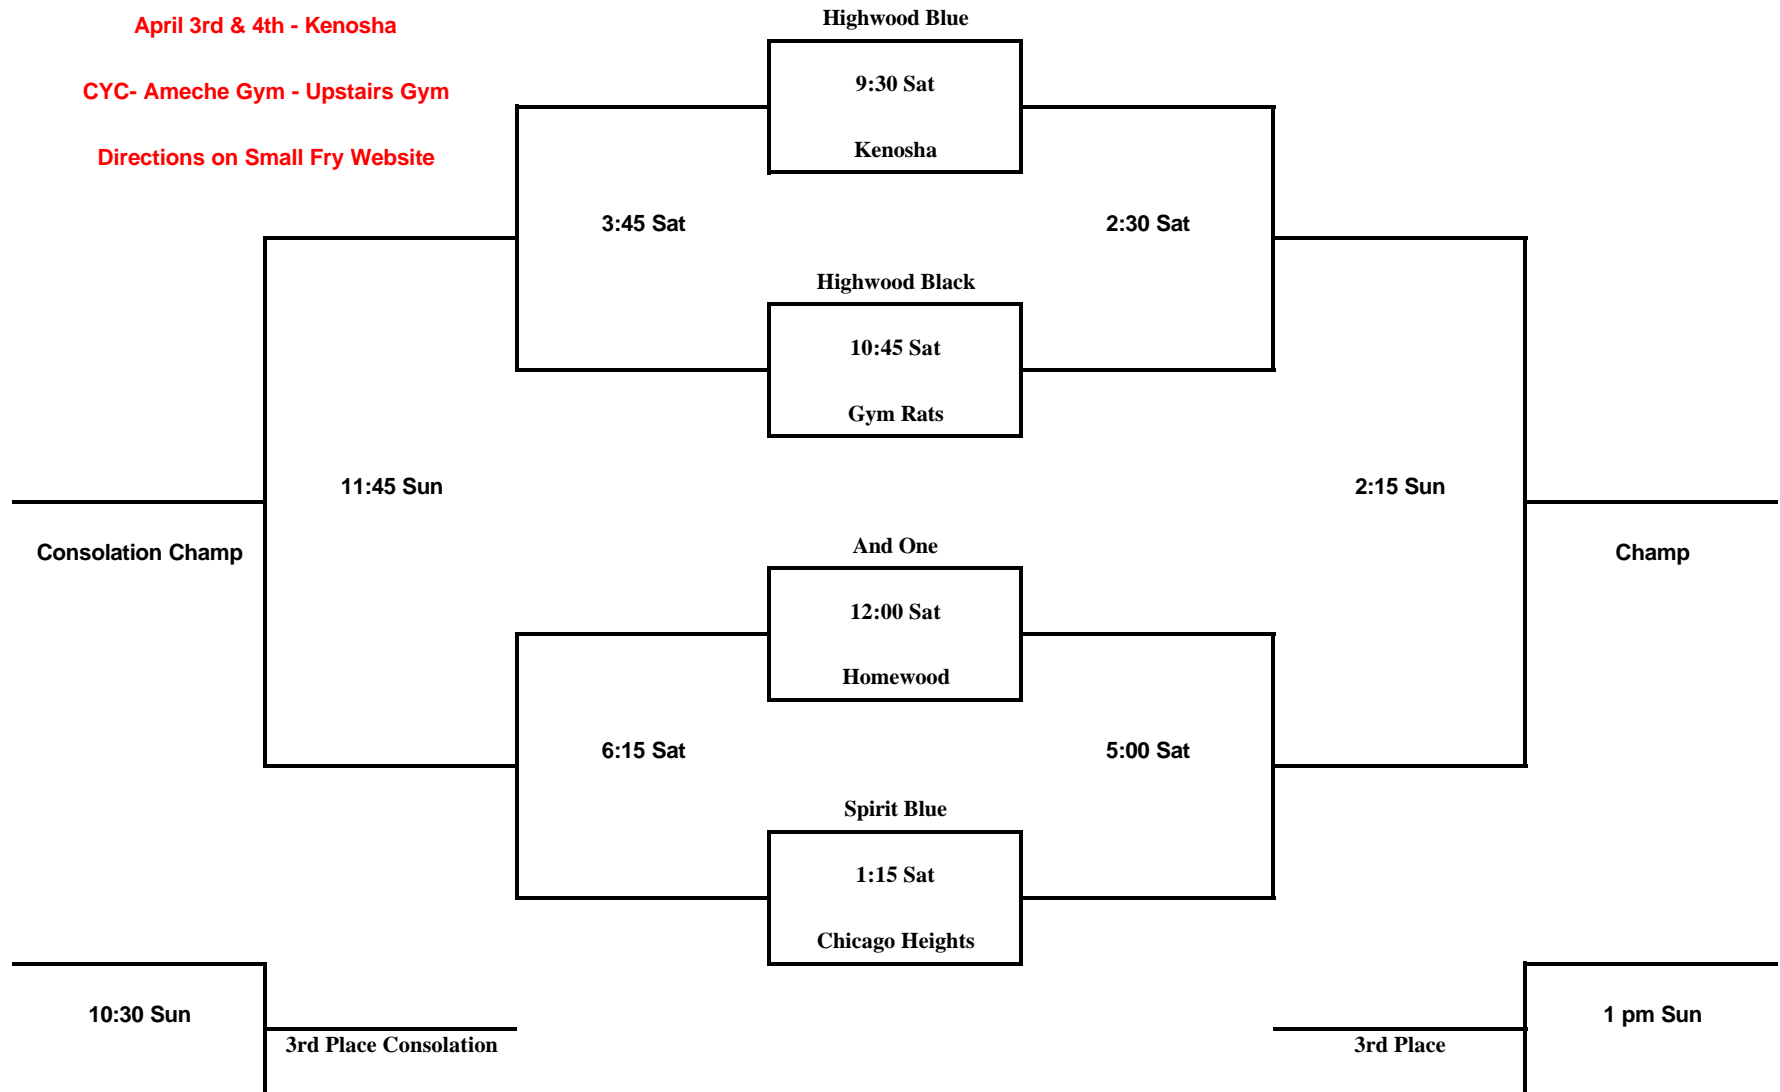 April 3rd & 4th - Kenosha
CYC- Ameche Gym - Upstairs Gym
Directions on Small Fry Website
Highwood Blue
9:30 Sat
Kenosha
3:45 Sat
2:30 Sat
Highwood Black
10:45 Sat
Gym Rats
11:45 Sun
2:15 Sun
Consolation Champ
And One
Champ
12:00 Sat
Homewood
6:15 Sat
5:00 Sat
Spirit Blue
1:15 Sat
Chicago Heights
10:30 Sun
1 pm Sun
3rd Place Consolation
3rd Place